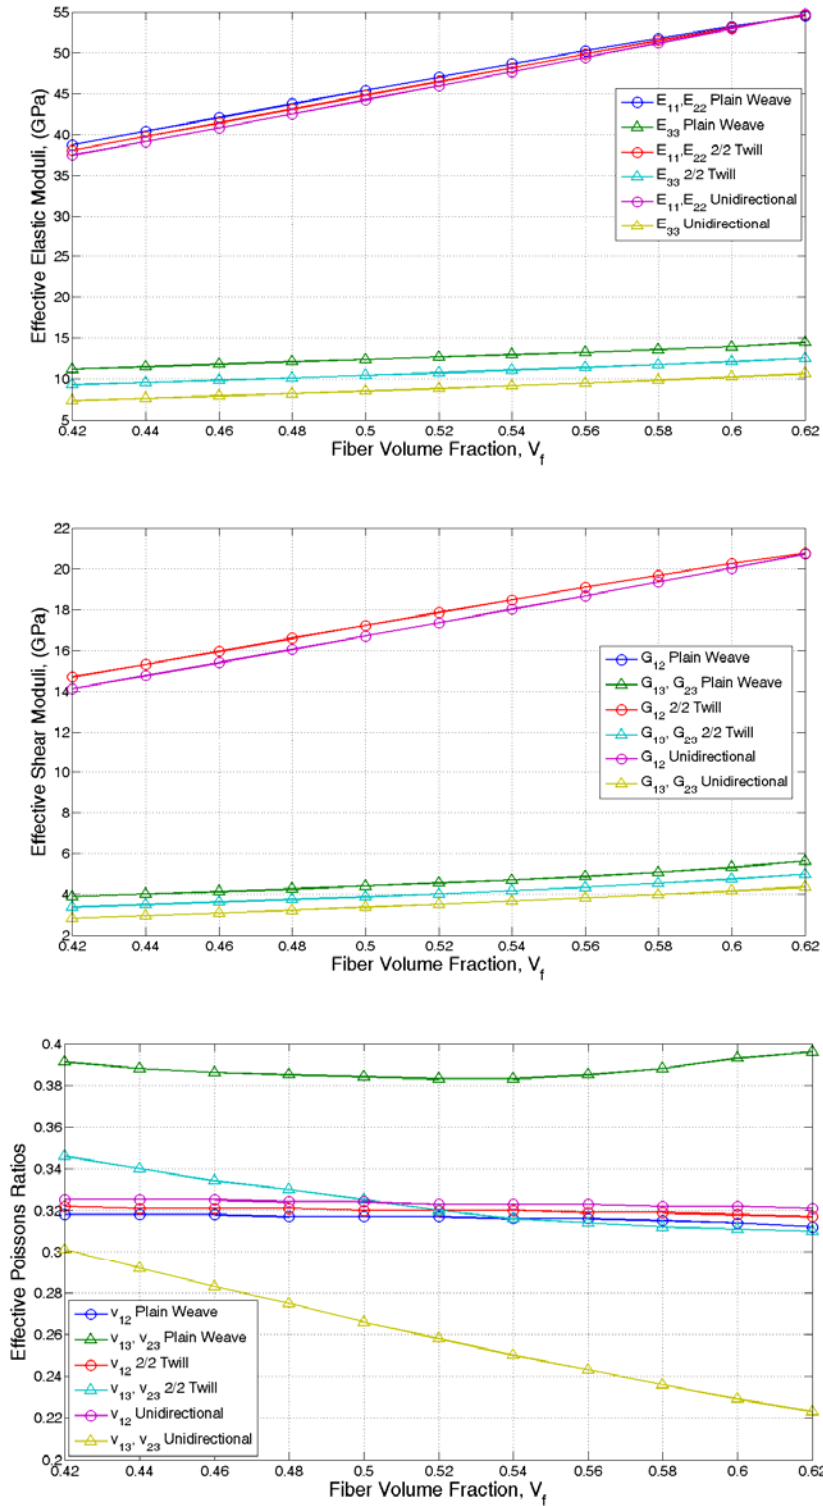 55
50
45
40
35
30
25
20
15
10
5
Effective Elastic Moduli, (GPa)
E₁₁,E₂₂ Plain Weave
E₃₃ Plain Weave
E₁₁,E₂₂ 2/2 Twill
E₃₃ 2/2 Twill
E₁₁,E₂₂ Unidirectional
E₃₃ Unidirectional
0.42 0.44 0.46 0.48 0.5 0.52 0.54 0.56 0.58 0.6 0.62
Fiber Volume Fraction, V_f
22
20
18
16
14
12
10
8
6
4
2
Effective Shear Moduli, (GPa)
G₁₂ Plain Weave
G₁₃, G₂₃ Plain Weave
G₁₂ 2/2 Twill
G₁₃, G₂₃ 2/2 Twill
G₁₂ Unidirectional
G₁₃, G₂₃ Unidirectional
0.42 0.44 0.46 0.48 0.5 0.52 0.54 0.56 0.58 0.6 0.62
Fiber Volume Fraction, V_f
0.4
0.38
0.36
0.34
0.32
0.3
0.28
0.26
0.24
0.22
0.2
Effective Poissons Ratios
v₁₂ Plain Weave
v₁₃, v₂₃ Plain Weave
v₁₂ 2/2 Twill
v₁₃, v₂₃ 2/2 Twill
v₁₂ Unidirectional
v₁₃, v₂₃ Unidirectional
0.42 0.44 0.46 0.48 0.5 0.52 0.54 0.56 0.58 0.6 0.62
Fiber Volume Fraction, V_f